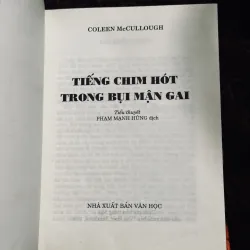 COLEEN McCULLOUGH
TIẾNG CHIM HÓT
TRONG BỤI MẬN GAI
Tiểu thuyết
PHẠM MẠNH HÙNG dịch
NHÀ XUẤT BẢN VĂN HỌC